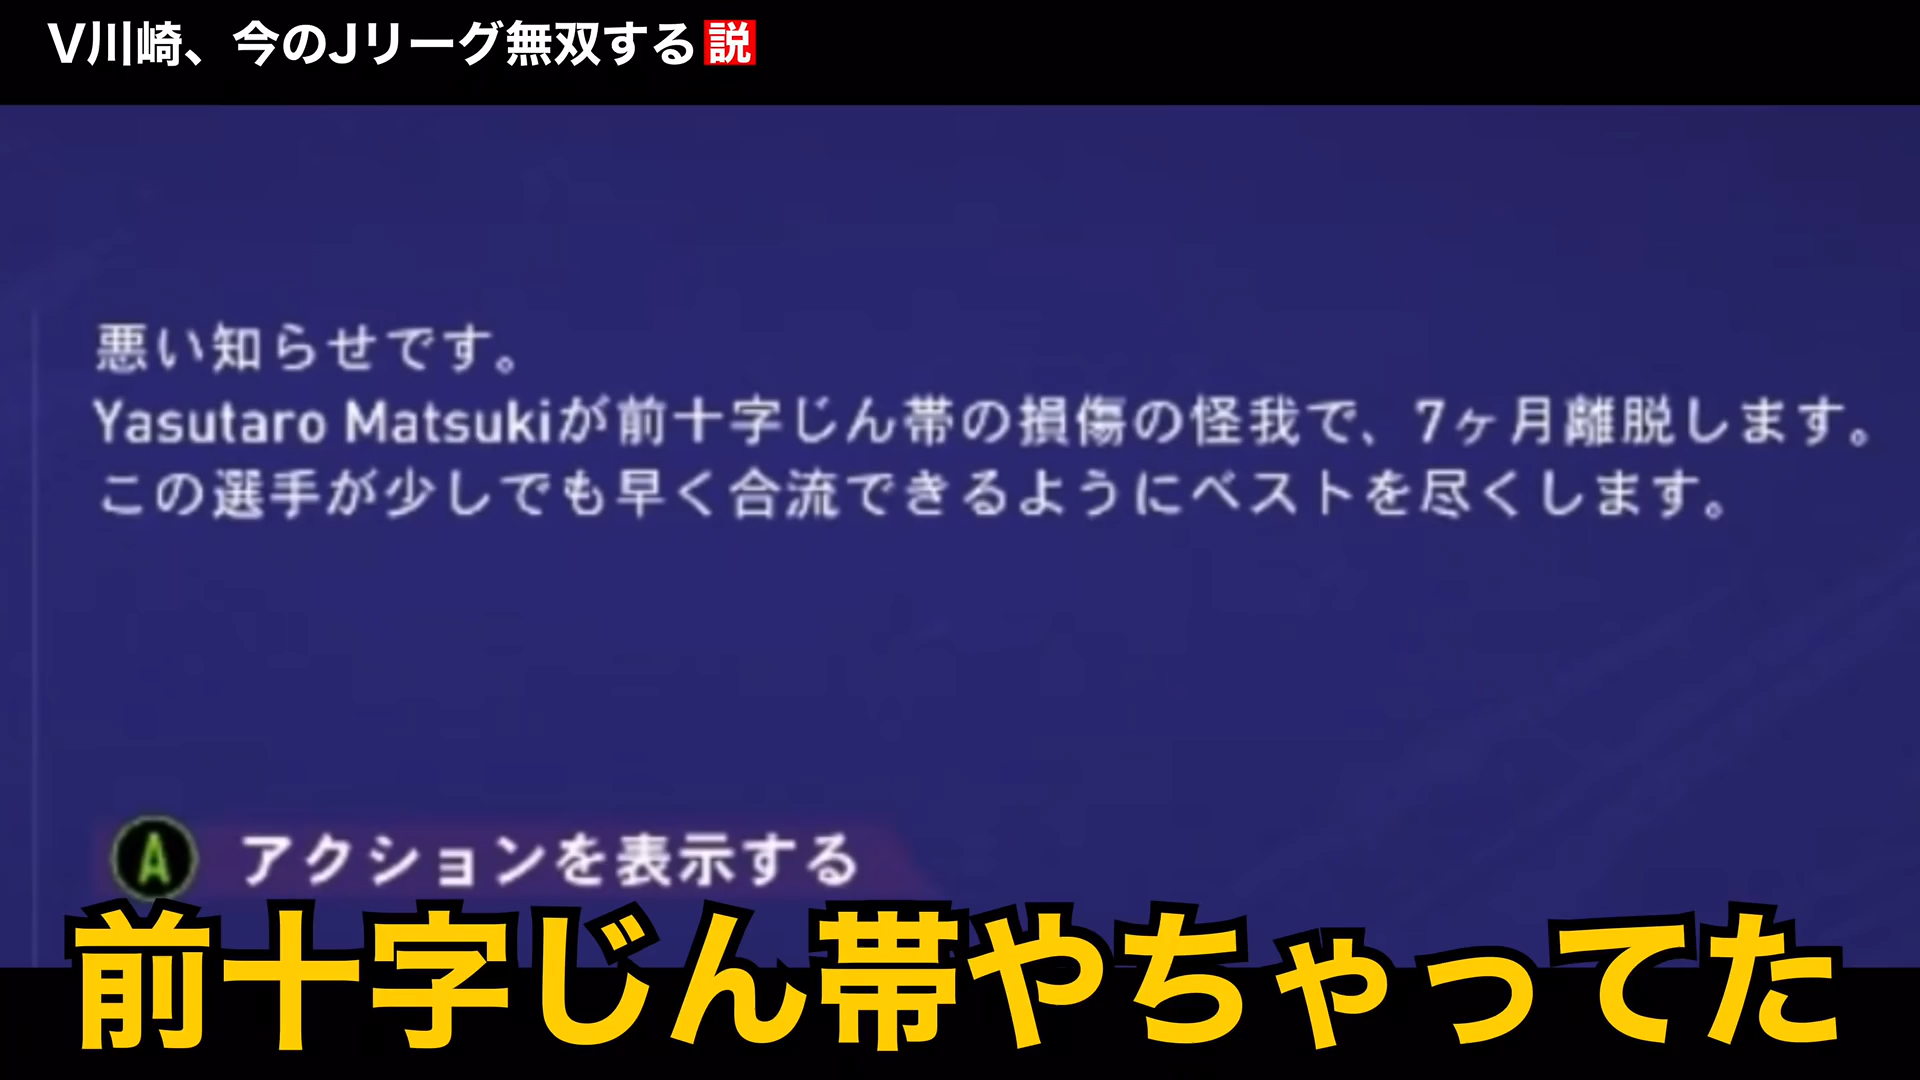 V川崎、今のJリーグ無双する説
悪い知らせです。
Yasutaro Matsukiが前十字じん帯の損傷の怪我で、7ヶ月離脱します。
この選手が少しでも早く合流できるようにベストを尽くします。
A アクションを表示する
前十字じん帯やちゃってた